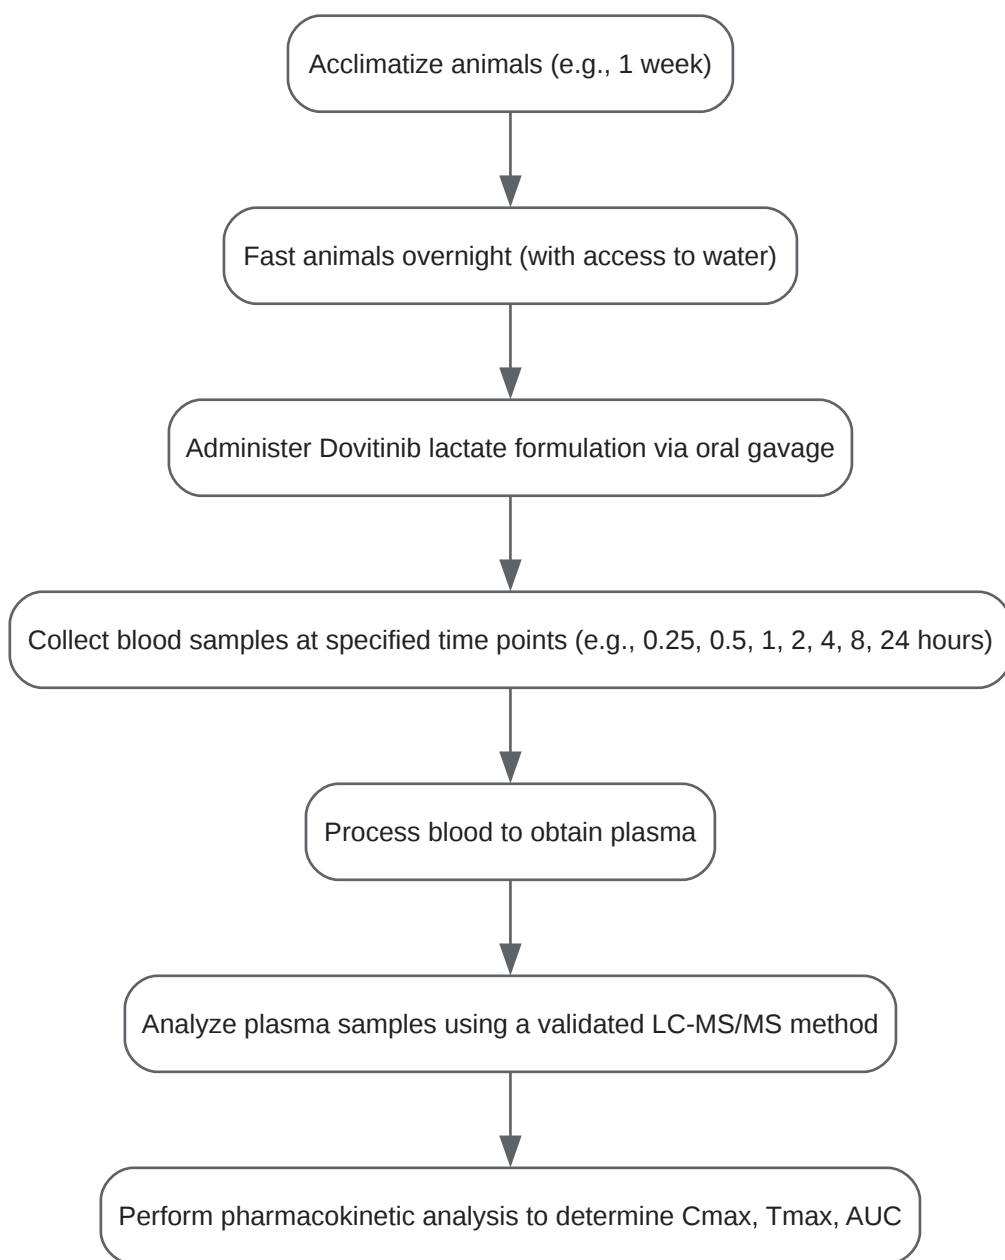 Acclimatize animals (e.g., 1 week)
Fast animals overnight (with access to water)
Administer Dovitinib lactate formulation via oral gavage
Collect blood samples at specified time points (e.g., 0.25, 0.5, 1, 2, 4, 8, 24 hours)
Process blood to obtain plasma
Analyze plasma samples using a validated LC-MS/MS method
Perform pharmacokinetic analysis to determine Cmax, Tmax, AUC